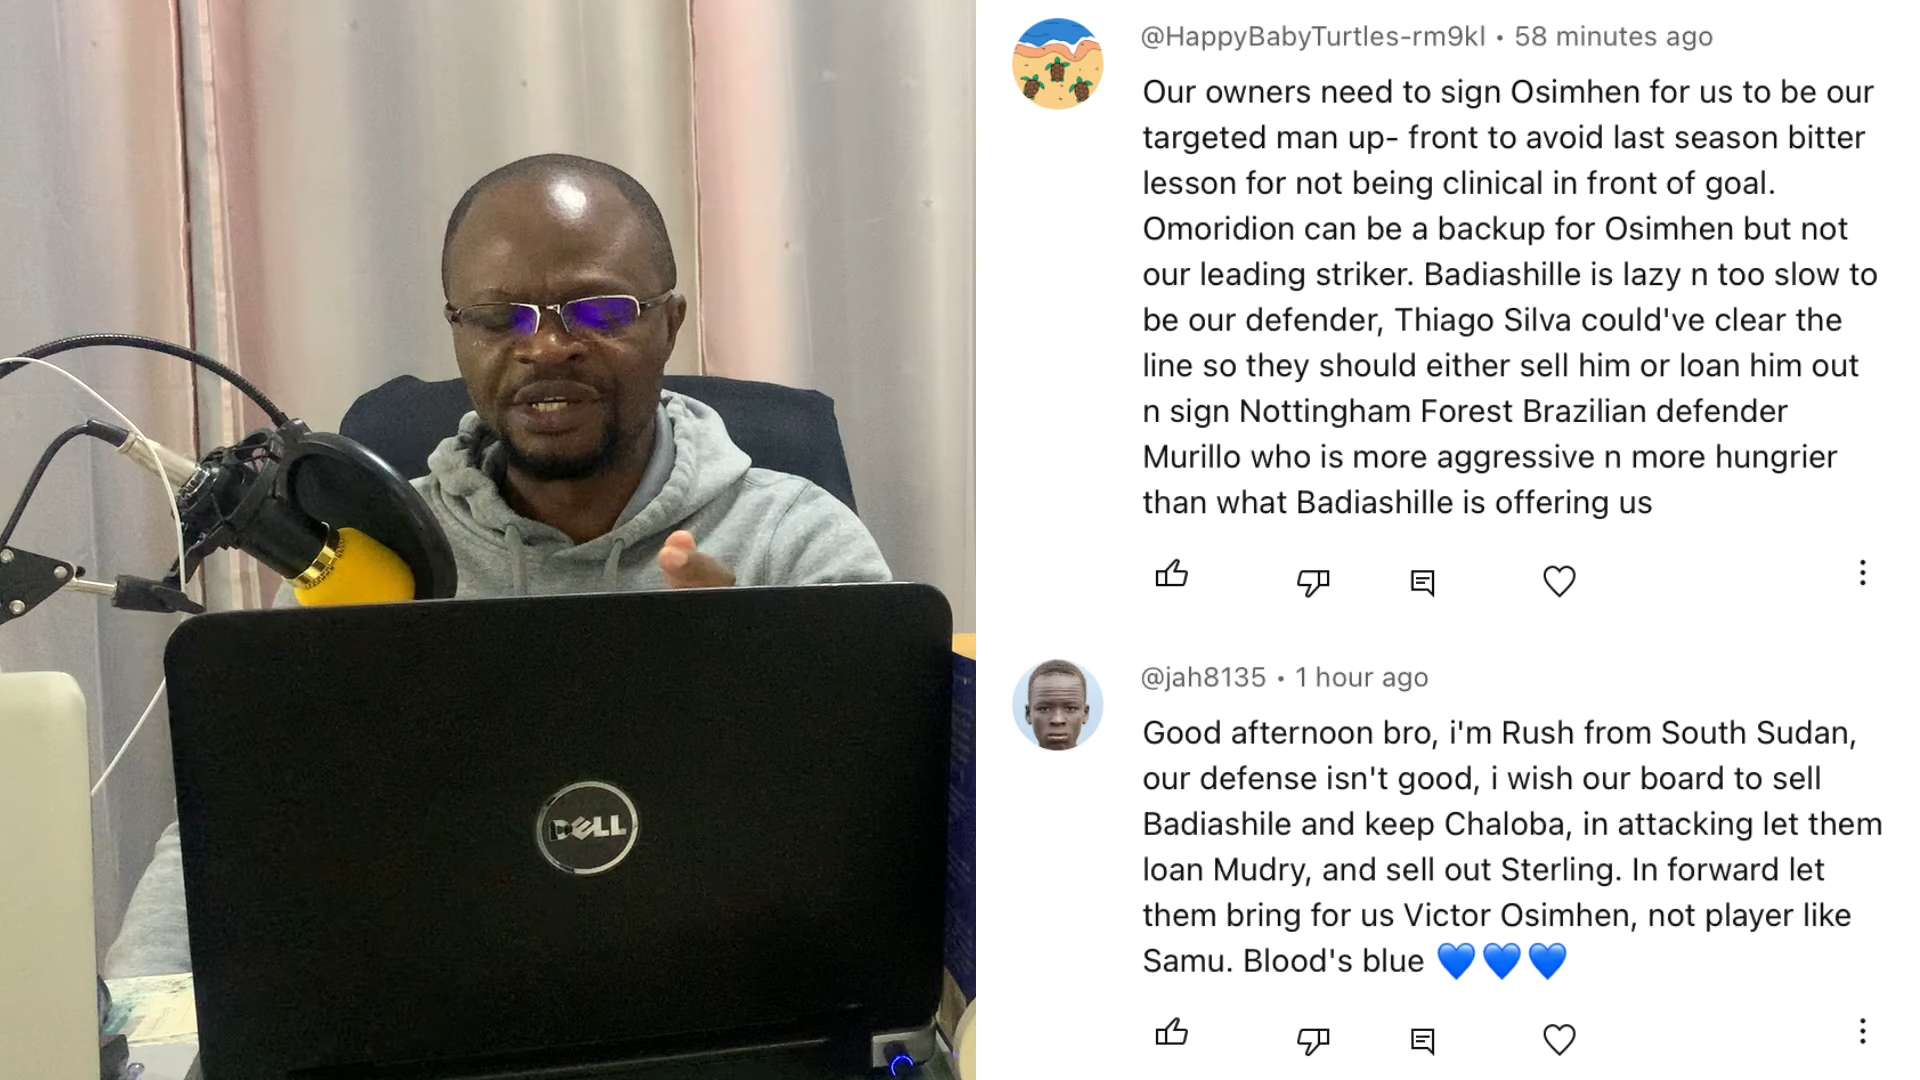 @HappyBabyTurtles-rm9kl • 58 minutes ago
Our owners need to sign Osimhen for us to be our
targeted man up- front to avoid last season bitter
lesson for not being clinical in front of goal.
Omoridion can be a backup for Osimhen but not
our leading striker. Badiashille is lazy n too slow to
be our defender, Thiago Silva could've clear the
line so they should either sell him or loan him out
n sign Nottingham Forest Brazilian defender
Murillo who is more aggressive n more hungrier
than what Badiashille is offering us
@jah8135 • 1 hour ago
Good afternoon bro, i'm Rush from South Sudan,
our defense isn't good, i wish our board to sell
Badiashile and keep Chaloba, in attacking let them
loan Mudry, and sell out Sterling. In forward let
them bring for us Victor Osimhen, not player like
Samu. Blood's blue 💙💙💙
DELL